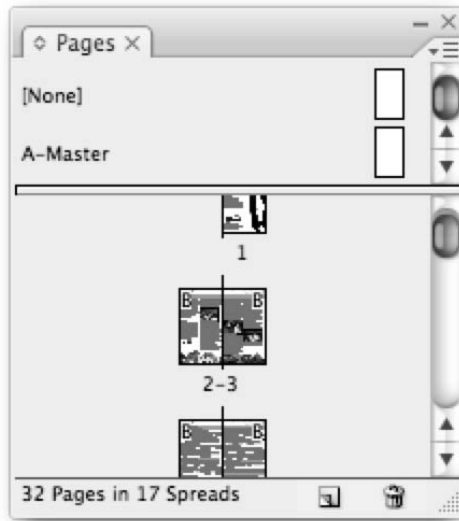 Pages
[None]
A-Master
1
B B
2-3
B B
32 Pages in 17 Spreads